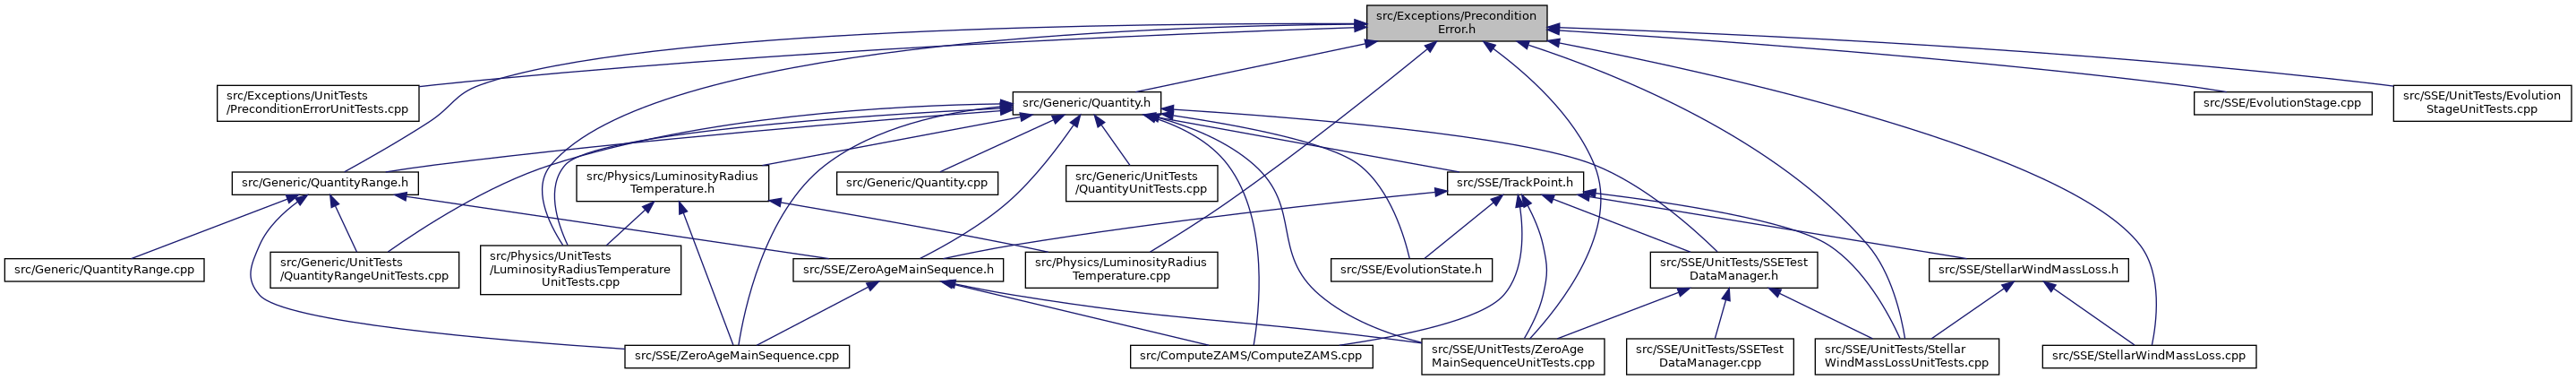 src/Exceptions/Precondition
Error.h
src/Exceptions/UnitTests
/PreconditionErrorUnitTests.cpp
src/Generic/Quantity.h
src/SSE/EvolutionStage.cpp
src/SSE/UnitTests/Evolution
StageUnitTests.cpp
src/Generic/QuantityRange.h
src/Physics/LuminosityRadius
Temperature.h
src/Generic/Quantity.cpp
src/Generic/UnitTests
/QuantityUnitTests.cpp
src/SSE/TrackPoint.h
src/Generic/QuantityRange.cpp
src/Generic/UnitTests
/QuantityRangeUnitTests.cpp
src/Physics/UnitTests
/LuminosityRadiusTemperature
UnitTests.cpp
src/SSE/ZeroAgeMainSequence.h
src/Physics/LuminosityRadius
Temperature.cpp
src/SSE/EvolutionState.h
src/SSE/UnitTests/SSETest
DataManager.h
src/SSE/StellarWindMassLoss.h
src/SSE/ZeroAgeMainSequence.cpp
src/ComputeZAMS/ComputeZAMS.cpp
src/SSE/UnitTests/ZeroAge
MainSequenceUnitTests.cpp
src/SSE/UnitTests/SSETest
DataManager.cpp
src/SSE/UnitTests/Stellar
WindMassLossUnitTests.cpp
src/SSE/StellarWindMassLoss.cpp